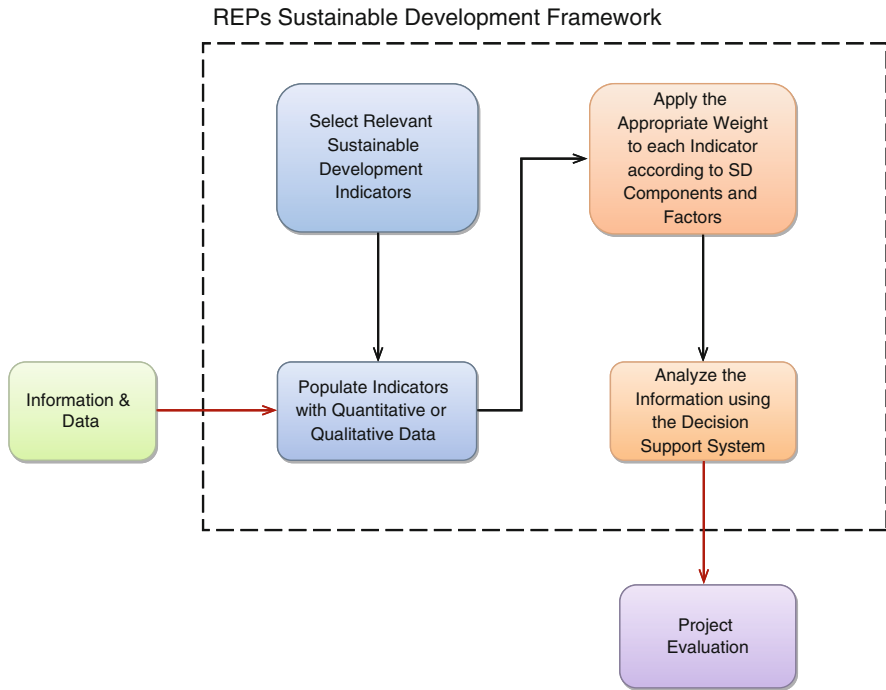 REPs Sustainable Development Framework
Select Relevant
Sustainable
Development
Indicators
Apply the
Appropriate Weight
to each Indicator
according to SD
Components and
Factors
Information &
Data
Populate Indicators
with Quantitative or
Qualitative Data
Analyze the
Information using
the Decision
Support System
Project
Evaluation